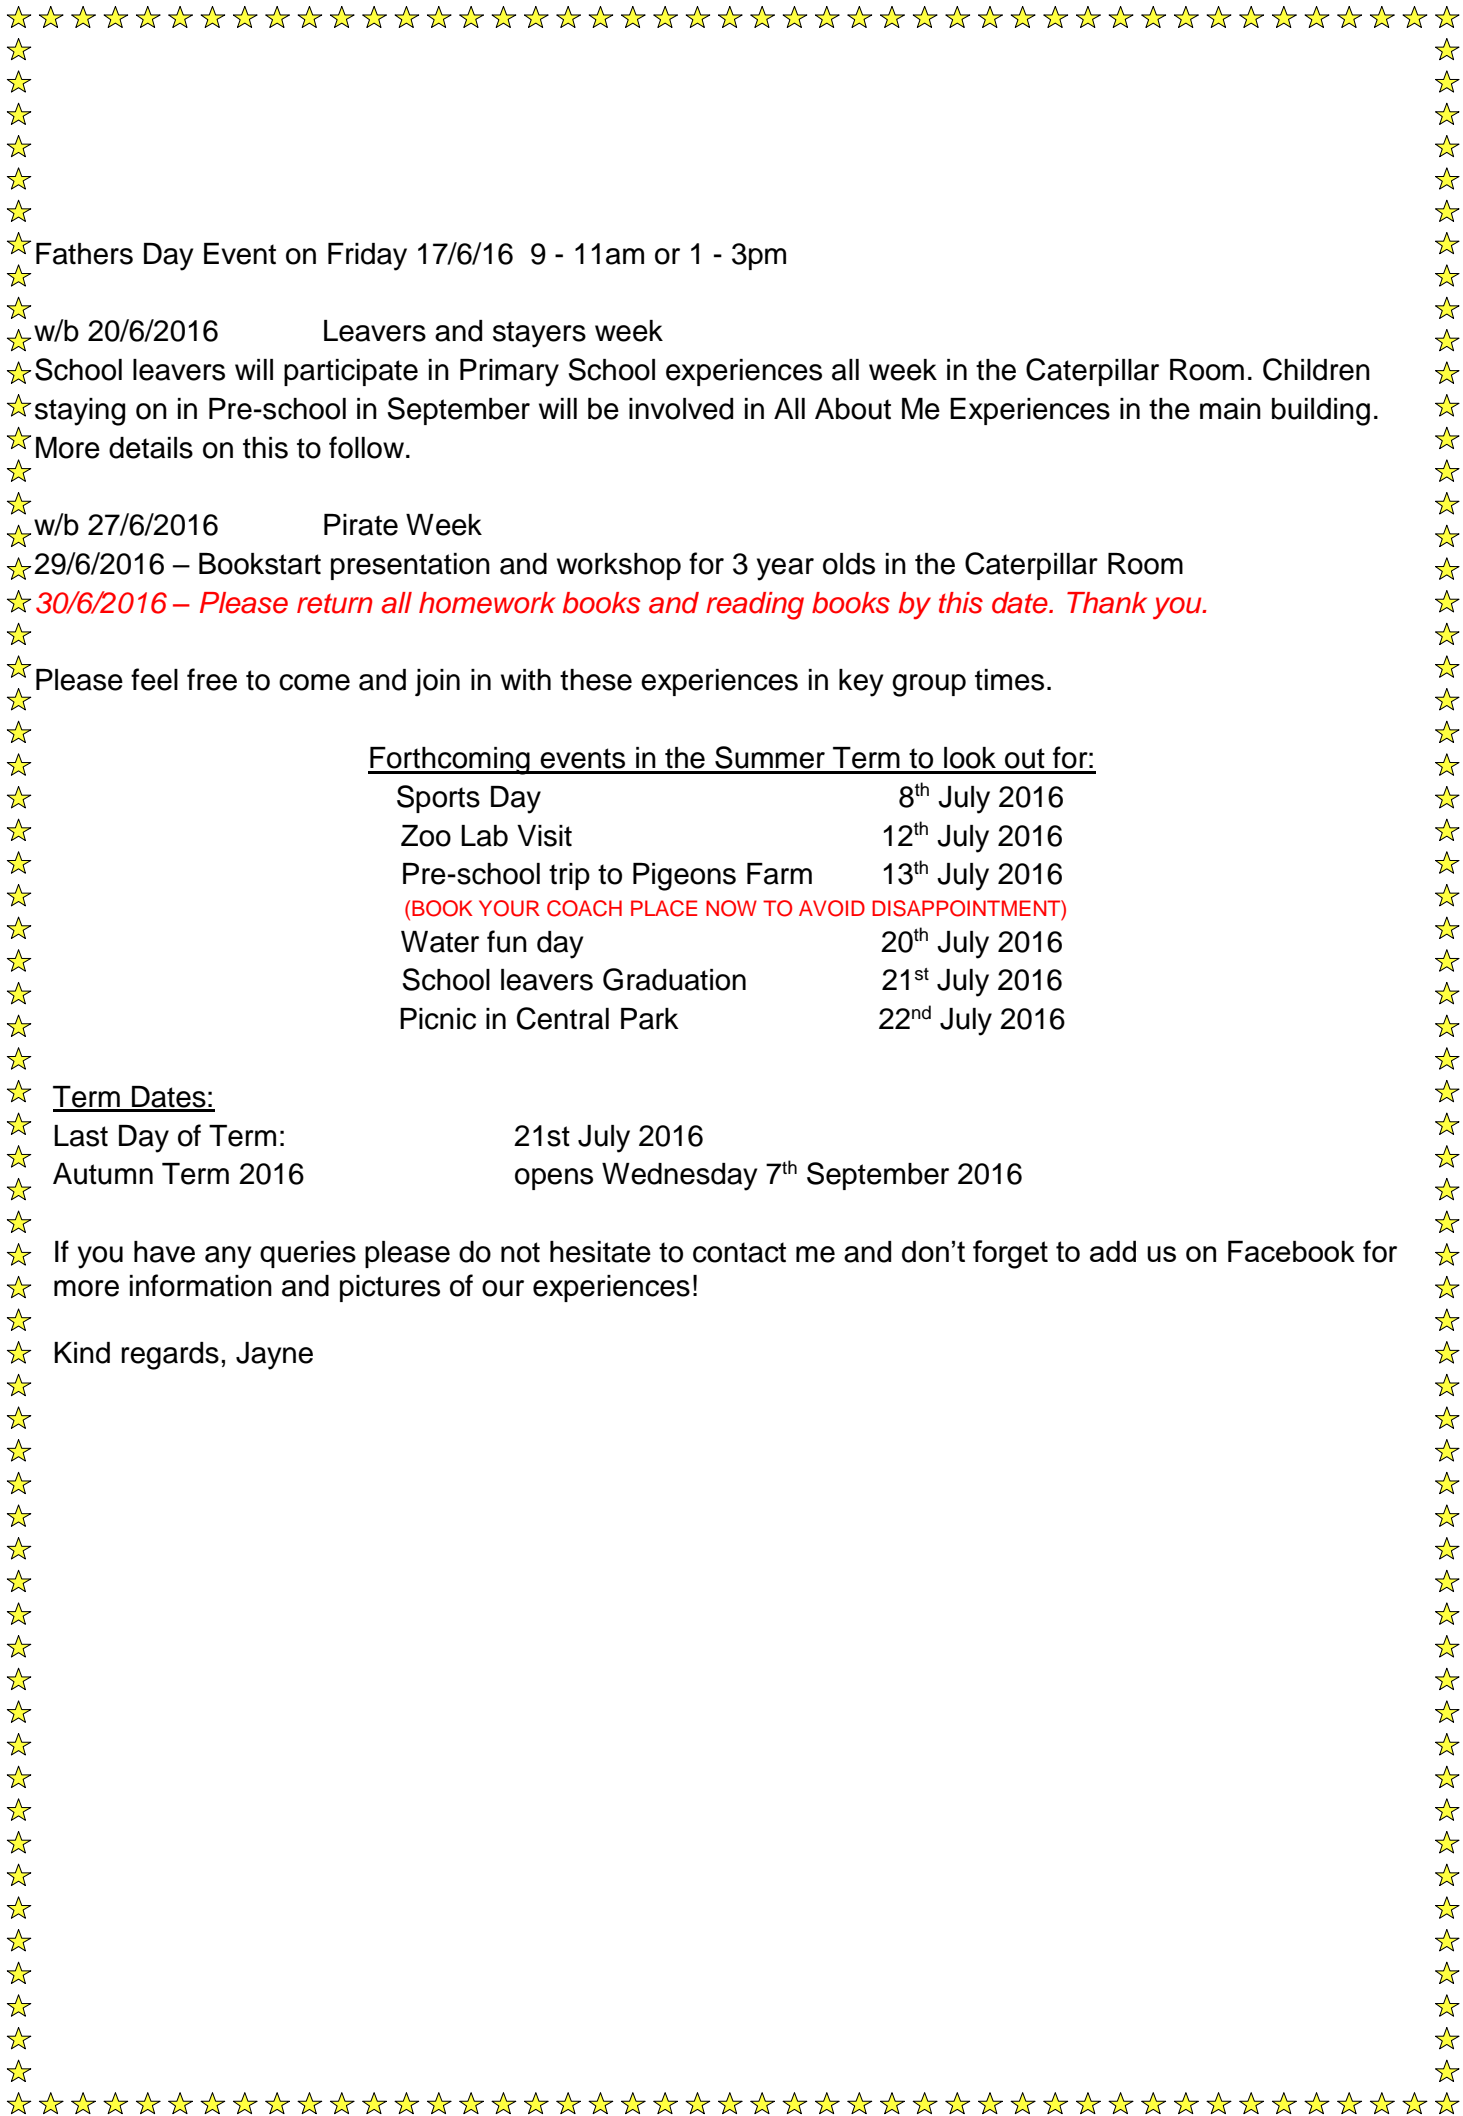 Fathers Day Event on Friday 17/6/16  9 - 11am or 1 - 3pm
w/b 20/6/2016 Leavers and stayers week
School leavers will participate in Primary School experiences all week in the Caterpillar Room. Children
staying on in Pre-school in September will be involved in All About Me Experiences in the main building.
More details on this to follow.
w/b 27/6/2016 Pirate Week
29/6/2016 – Bookstart presentation and workshop for 3 year olds in the Caterpillar Room
30/6/2016 – Please return all homework books and reading books by this date. Thank you.
Please feel free to come and join in with these experiences in key group times.
Forthcoming events in the Summer Term to look out for:
Sports Day 8th July 2016
Zoo Lab Visit 12th July 2016
Pre-school trip to Pigeons Farm 13th July 2016
(BOOK YOUR COACH PLACE NOW TO AVOID DISAPPOINTMENT)
Water fun day 20th July 2016
School leavers Graduation 21st July 2016
Picnic in Central Park 22nd July 2016
Term Dates:
Last Day of Term: 21st July 2016
Autumn Term 2016 opens Wednesday 7th September 2016
If you have any queries please do not hesitate to contact me and don’t forget to add us on Facebook for
more information and pictures of our experiences!
Kind regards, Jayne